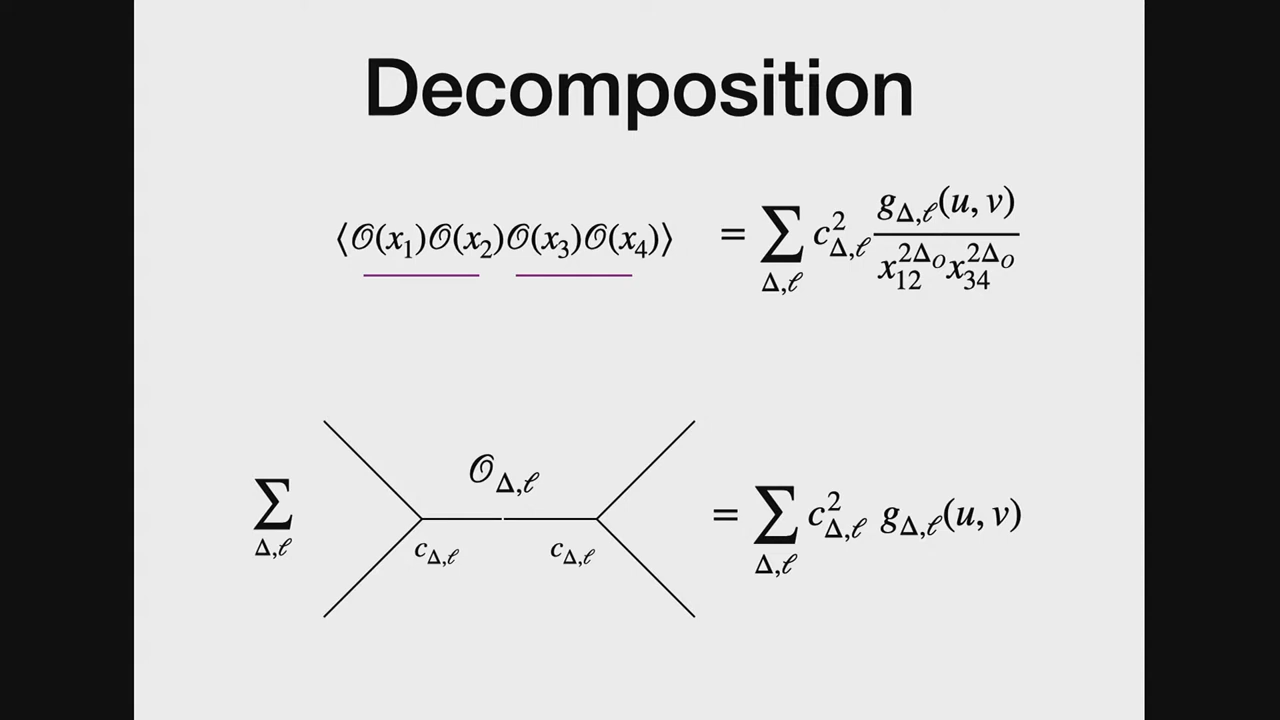 Decomposition
⟨𝒪(x₁)𝒪(x₂)𝒪(x₃)𝒪(x₄)⟩ = ∑_{Δ,ℓ} c²_{Δ,ℓ} g_{Δ,ℓ}(u, v) / x₁₂^{2Δ_O} x₃₄^{2Δ_O}
𝒪_{Δ,ℓ}
∑_{Δ,ℓ} c_{Δ,ℓ} c_{Δ,ℓ} = ∑_{Δ,ℓ} c²_{Δ,ℓ} g_{Δ,ℓ}(u, v)